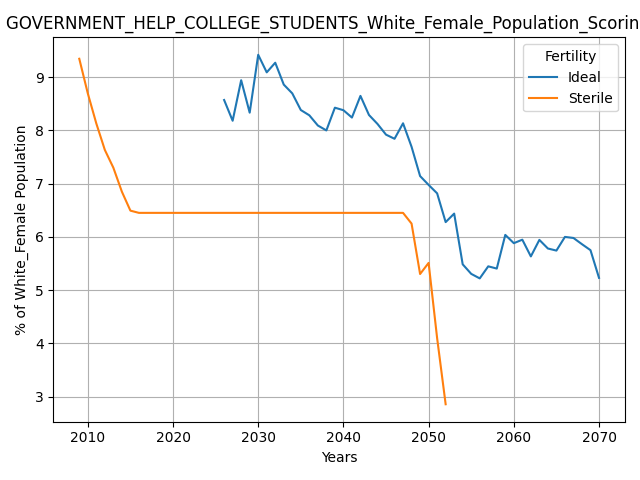 GOVERNMENT_HELP_COLLEGE_STUDENTS_White_Female_Population_Scorin
Fertility
Ideal
Sterile
% of White_Female Population
9
8
7
6
5
4
3
2010 2020 2030 2040 2050 2060 2070
Years